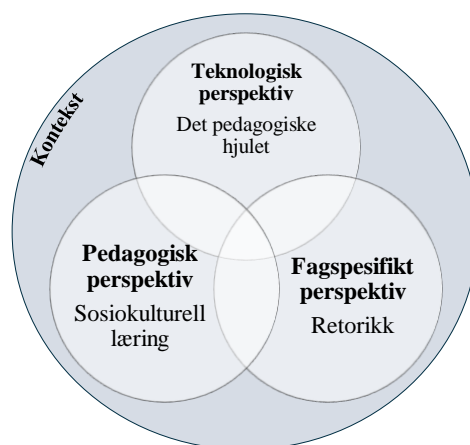 Kontekst
Teknologisk
perspektiv
Det pedagogiske
hjulet
Pedagogisk
perspektiv
Sosiokulturell
læring
Fagspesifikt
perspektiv
Retorikk